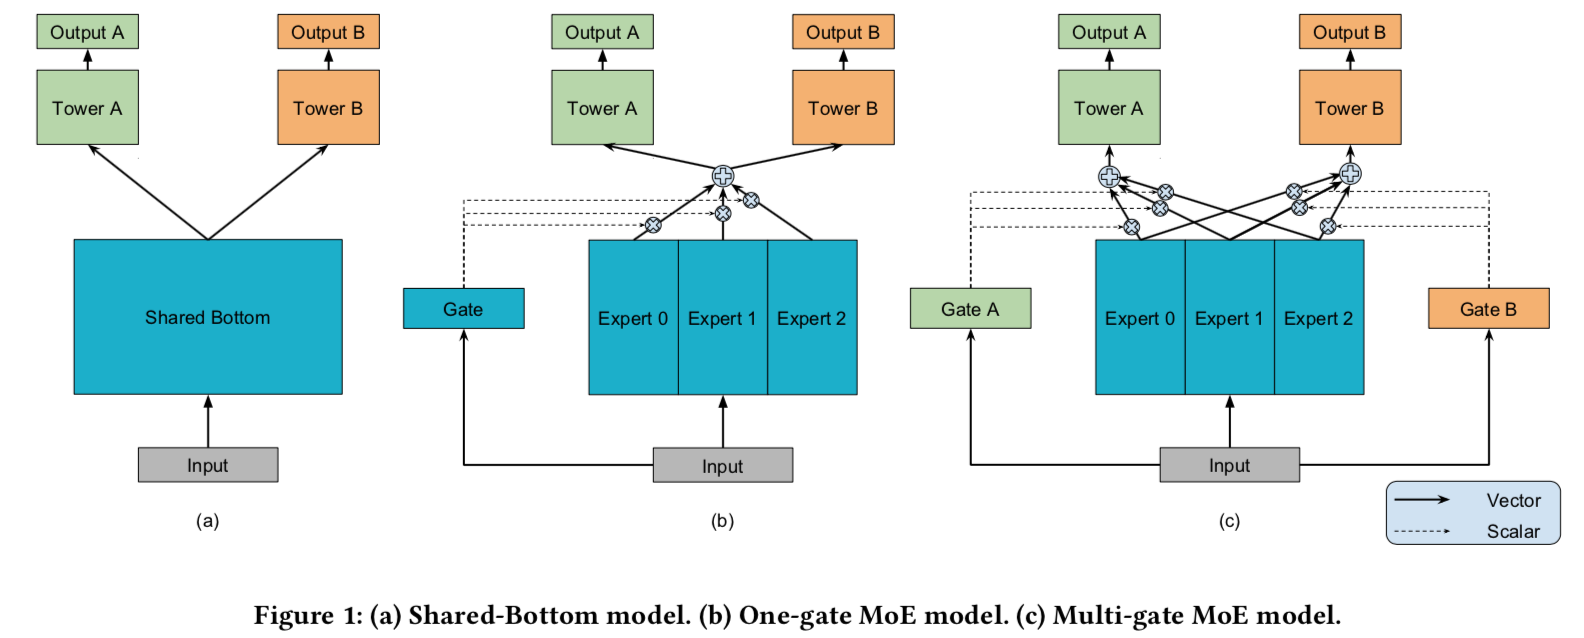 Output A
Output B
Tower A
Tower B
Shared Bottom
Input
(a)
Output A
Output B
Tower A
Tower B
Gate
Expert 0
Expert 1
Expert 2
Input
(b)
Output A
Output B
Tower A
Tower B
Gate A
Expert 0
Expert 1
Expert 2
Gate B
Input
(c)
Vector
Scalar
Figure 1: (a) Shared-Bottom model. (b) One-gate MoE model. (c) Multi-gate MoE model.